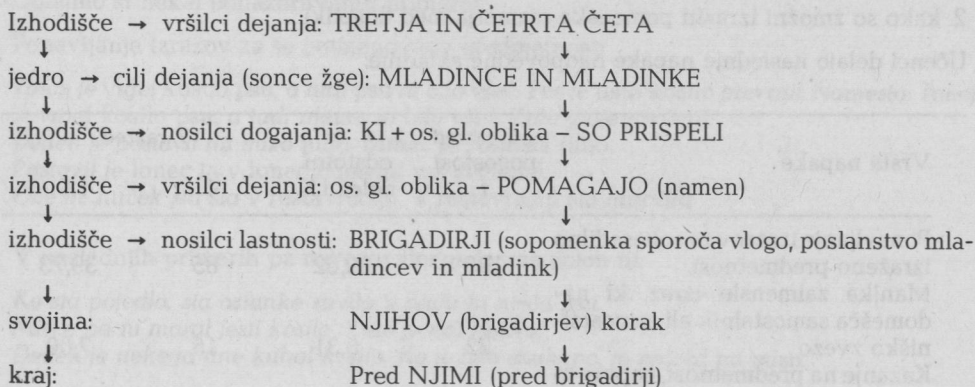 Izhodišče → vršilci dejanja: TRETJA IN ČETRTA ČETA
jedro → cilj dejanja (sonce žge): MLADINCE IN MLADINKE
izhodišče → nosilci dogajanja: KI + os. gl. oblika – SO PRISPELI
izhodišče → vršilci dejanja: os. gl. oblika – POMAGAJO (namen)
izhodišče → nosilci lastnosti: BRIGADIRJI (sopomenka sporoča vlogo, poslanstvo mla-
dincev in mladink)
svojina: NJIHOV (brigadirjev) korak
kraj: Pred NJIMI (pred brigadirji)